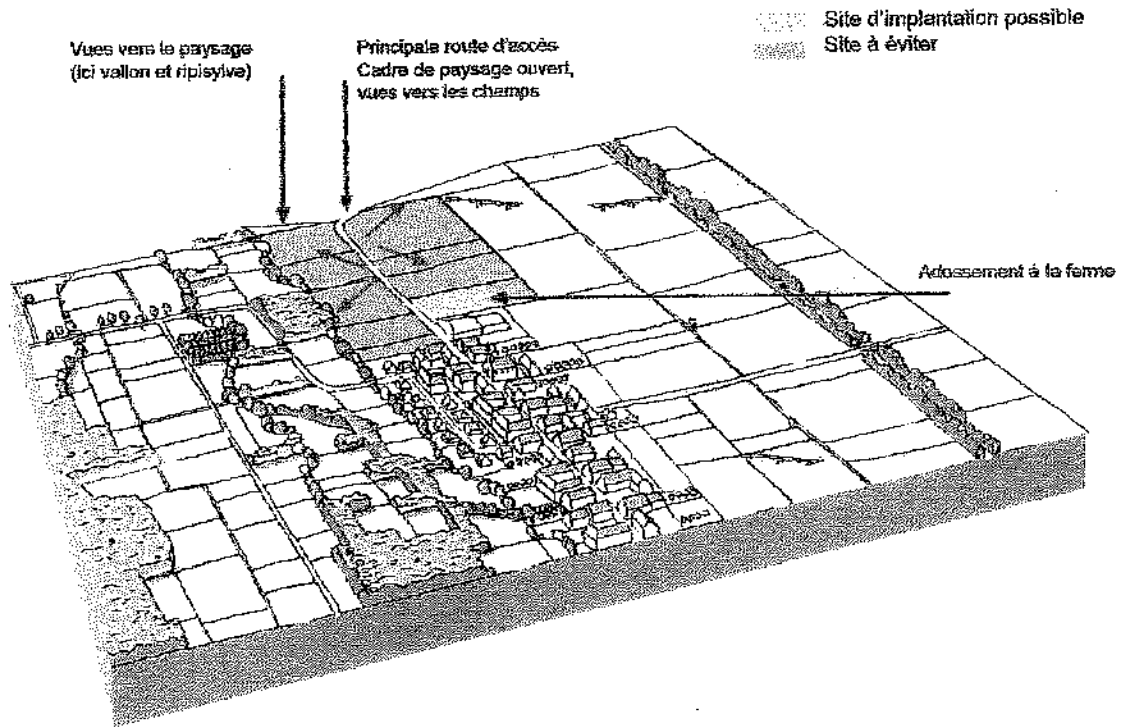 Vues vers le paysage
(ici vallon et ripisylve)
Principale route d'accès
Cadre de paysage ouvert,
vues vers les champs
Site d'implantation possible
Site à éviter
Adossement à la ferme